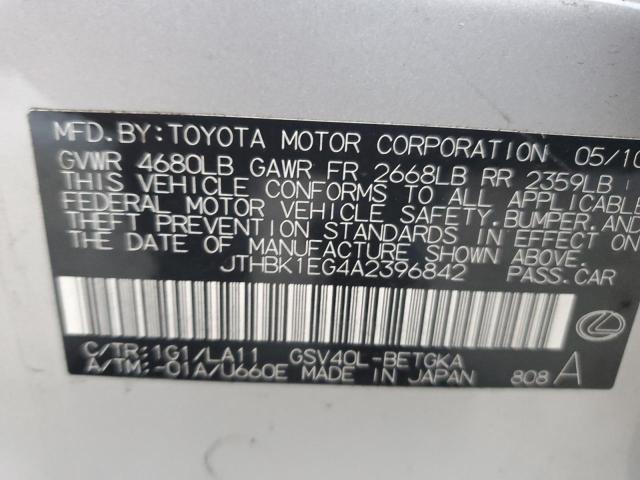 MFD.BY:TOYOTA MOTOR CORPORATION 05/10
GVWR 4680LB GAWR FR 2668LB RR 2359LB
THIS VEHICLE CONFORMS TO ALL APPLICABLE
FEDERAL MOTOR VEHICLE SAFETY,BUMPER,AND
THEFT PREVENTION STANDARDS IN EFFECT ON
THE DATE OF MANUFACTURE SHOWN ABOVE.
JTHBK1EG4A2396842 PASS.CAR
C/TR:1G1/LA11 GSV40L-BETGKA
A/TM:-01A/U660E MADE IN JAPAN 808 A